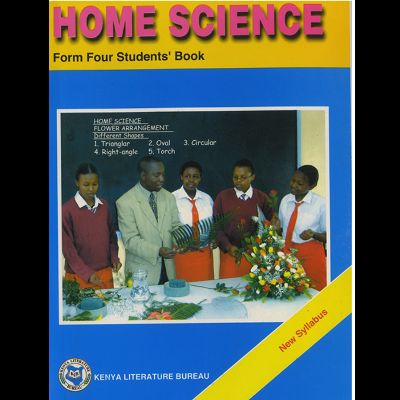 HOME SCIENCE
Form Four Students' Book
HOME SCIENCE
FLOWER ARRANGEMENT
Different Shapes
1. Trianglar 2. Oval 3. Circular
4. Right-angle 5. Torch
New Syllabus
KENYA LITERATURE BUREAU